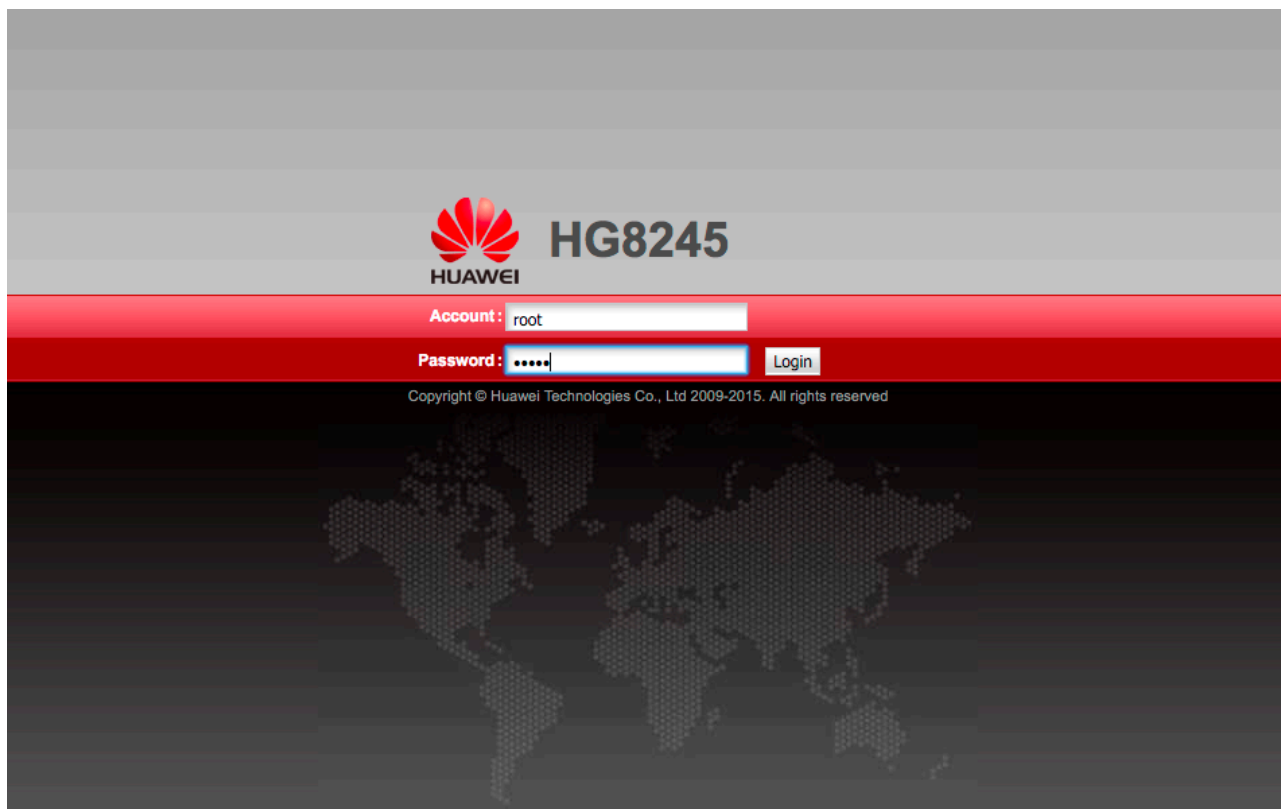 HUAWEI
HG8245
Account: root
Password: •••••
Login
Copyright © Huawei Technologies Co., Ltd 2009-2015. All rights reserved